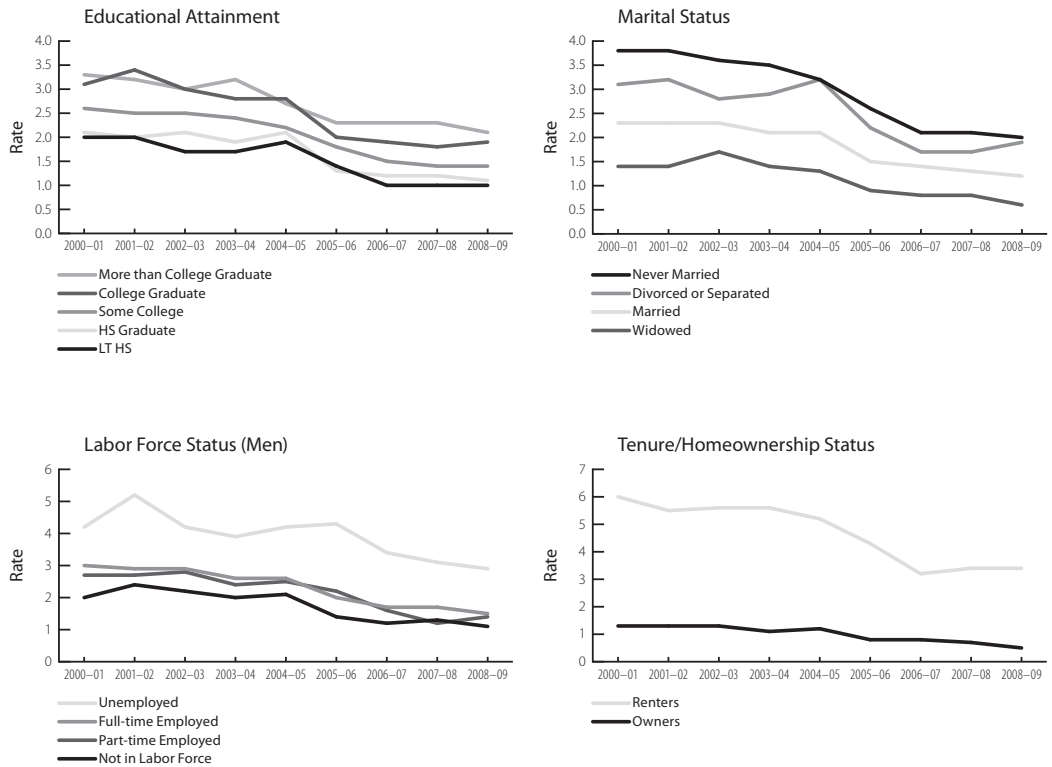 Educational Attainment
4.0
3.5
3.0
2.5
2.0
1.5
1.0
0.5
0.0
Rate
2000–01 2001–02 2002–03 2003–04 2004–05 2005–06 2006–07 2007–08 2008–09
More than College Graduate
College Graduate
Some College
HS Graduate
LT HS
Marital Status
4.0
3.5
3.0
2.5
2.0
1.5
1.0
0.5
0.0
Rate
2000–01 2001–02 2002–03 2003–04 2004–05 2005–06 2006–07 2007–08 2008–09
Never Married
Divorced or Separated
Married
Widowed
Labor Force Status (Men)
6
5
4
3
2
1
0
Rate
2000–01 2001–02 2002–03 2003–04 2004–05 2005–06 2006–07 2007–08 2008–09
Unemployed
Full-time Employed
Part-time Employed
Not in Labor Force
Tenure/Homeownership Status
7
6
5
4
3
2
1
0
Rate
2000–01 2001–02 2002–03 2003–04 2004–05 2005–06 2006–07 2007–08 2008–09
Renters
Owners